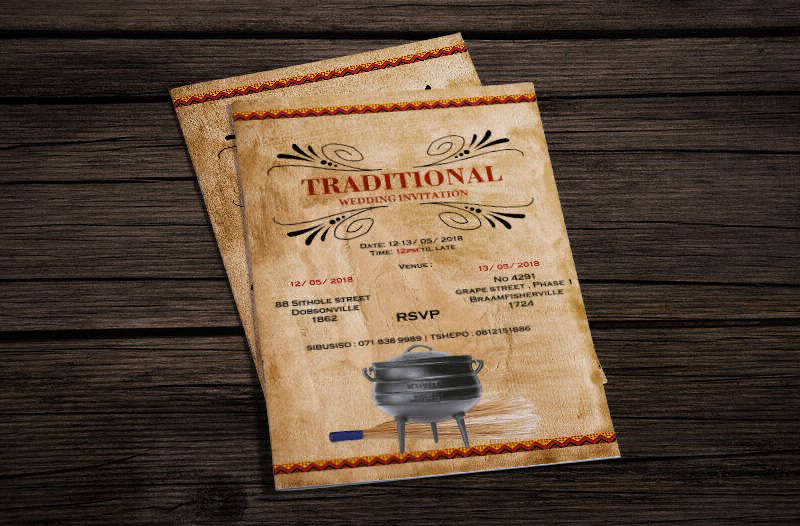 TRADITIONAL
WEDDING INVITATION
DATE: 12-13/ 05/ 2018
TIME: 12PM TIL LATE
VENUE :
12/ 05/ 2018
88 SITHOLE STREET
DOBSONVILLE
1862
13/ 05/ 2018
NO 4291
GRAPE STREET , PHASE 1
BRAAMFISHERVILLE
1724
RSVP
SIBUSISO : 071 838 9989 | TSHEPO : 0812151886